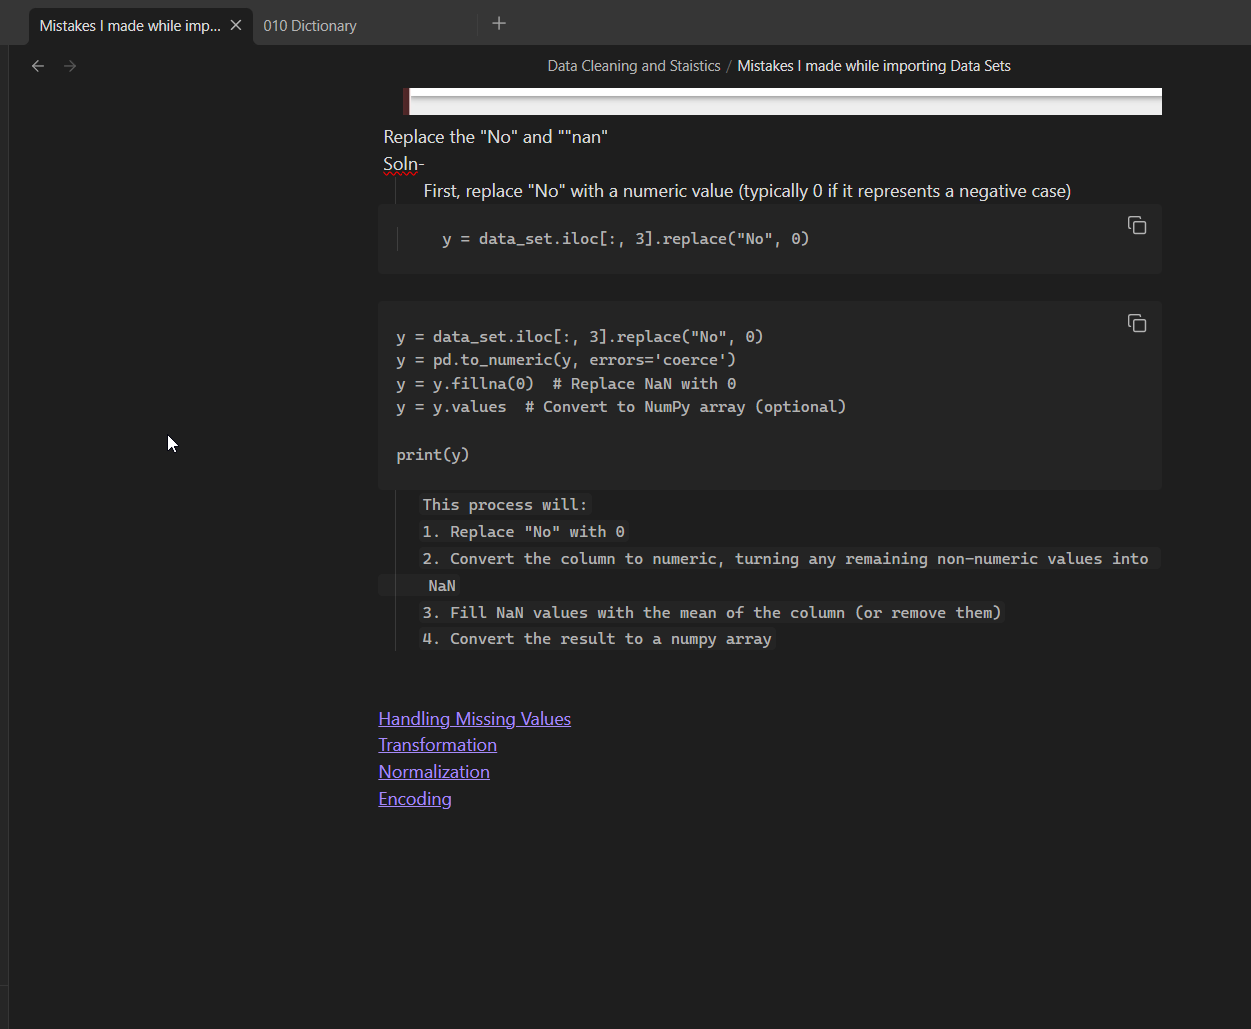 Mistakes I made while imp...
010 Dictionary
Data Cleaning and Staistics / Mistakes I made while importing Data Sets
Replace the "No" and ""nan"
Soln-
First, replace "No" with a numeric value (typically 0 if it represents a negative case)
y = data_set.iloc[:, 3].replace("No", 0)
y = data_set.iloc[:, 3].replace("No", 0)
y = pd.to_numeric(y, errors='coerce')
y = y.fillna(0)  # Replace NaN with 0
y = y.values  # Convert to NumPy array (optional)
print(y)
This process will:
1. Replace "No" with 0
2. Convert the column to numeric, turning any remaining non-numeric values into
NaN
3. Fill NaN values with the mean of the column (or remove them)
4. Convert the result to a numpy array
Handling Missing Values
Transformation
Normalization
Encoding